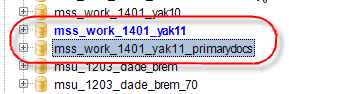 mss_work_1401_yak10
mss_work_1401_yak11
mss_work_1401_yak11_primarydocs
msu_1203_dade_brem
msu_1203_dade_brem_70